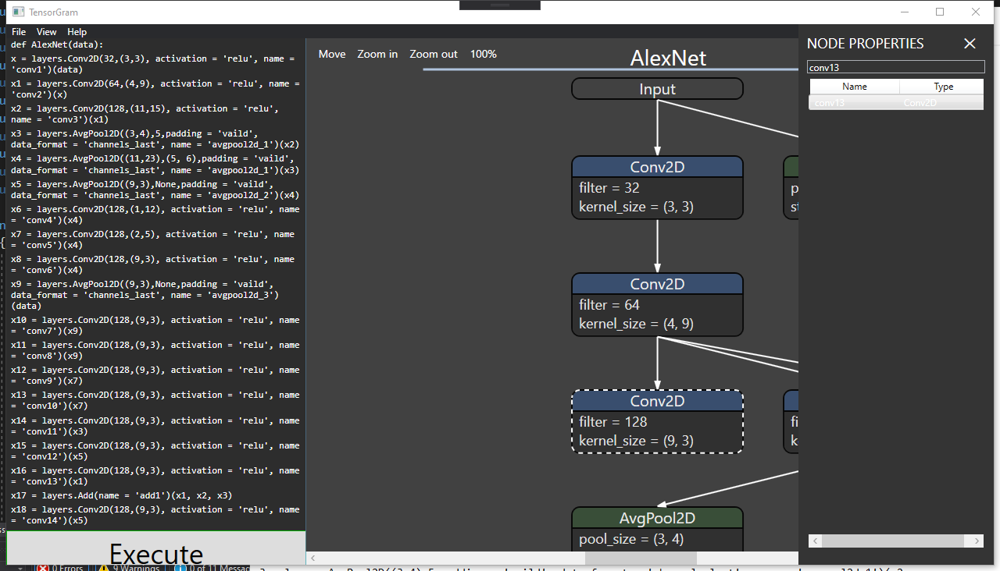 TensorGram
File View Help
def AlexNet(data):
x = layers.Conv2D(32,(3,3), activation = 'relu', name =
'conv1')(data)
x1 = layers.Conv2D(64,(4,9), activation = 'relu', name =
'conv2')(x)
x2 = layers.Conv2D(128,(11,15), activation = 'relu',
name = 'conv3')(x1)
x3 = layers.AvgPool2D((3,4),5,padding = 'vaild',
data_format = 'channels_last', name = 'avgpool2d_1')(x2)
x4 = layers.AvgPool2D((11,23),(5, 6),padding = 'vaild',
data_format = 'channels_last', name = 'avgpool2d_1')(x3)
x5 = layers.AvgPool2D((9,3),None,padding = 'vaild',
data_format = 'channels_last', name = 'avgpool2d_2')(x4)
x6 = layers.Conv2D(128,(1,12), activation = 'relu', name
= 'conv4')(x4)
x7 = layers.Conv2D(128,(2,5), activation = 'relu', name
= 'conv5')(x4)
x8 = layers.Conv2D(128,(9,3), activation = 'relu', name
= 'conv6')(x4)
x9 = layers.AvgPool2D((9,3),None,padding = 'vaild',
data_format = 'channels_last', name = 'avgpool2d_3')
(data)
x10 = layers.Conv2D(128,(9,3), activation = 'relu', name
= 'conv7')(x9)
x11 = layers.Conv2D(128,(9,3), activation = 'relu', name
= 'conv8')(x9)
x12 = layers.Conv2D(128,(9,3), activation = 'relu', name
= 'conv9')(x7)
x13 = layers.Conv2D(128,(9,3), activation = 'relu', name
= 'conv10')(x7)
x14 = layers.Conv2D(128,(9,3), activation = 'relu', name
= 'conv11')(x3)
x15 = layers.Conv2D(128,(9,3), activation = 'relu', name
= 'conv12')(x5)
x16 = layers.Conv2D(128,(9,3), activation = 'relu', name
= 'conv13')(x1)
x17 = layers.Add(name = 'add1')(x1, x2, x3)
x18 = layers.Conv2D(128,(9,3), activation = 'relu', name
= 'conv14')(x5)
Execute
Move Zoom in Zoom out 100%
AlexNet
Input
Conv2D
filter = 32
kernel_size = (3, 3)
Conv2D
filter = 64
kernel_size = (4, 9)
Conv2D
filter = 128
kernel_size = (9, 3)
AvgPool2D
pool_size = (3, 4)
NODE PROPERTIES
conv13
Name Type
conv13 Conv2D
0 Errors 9 Warnings 0 of 11 Messag